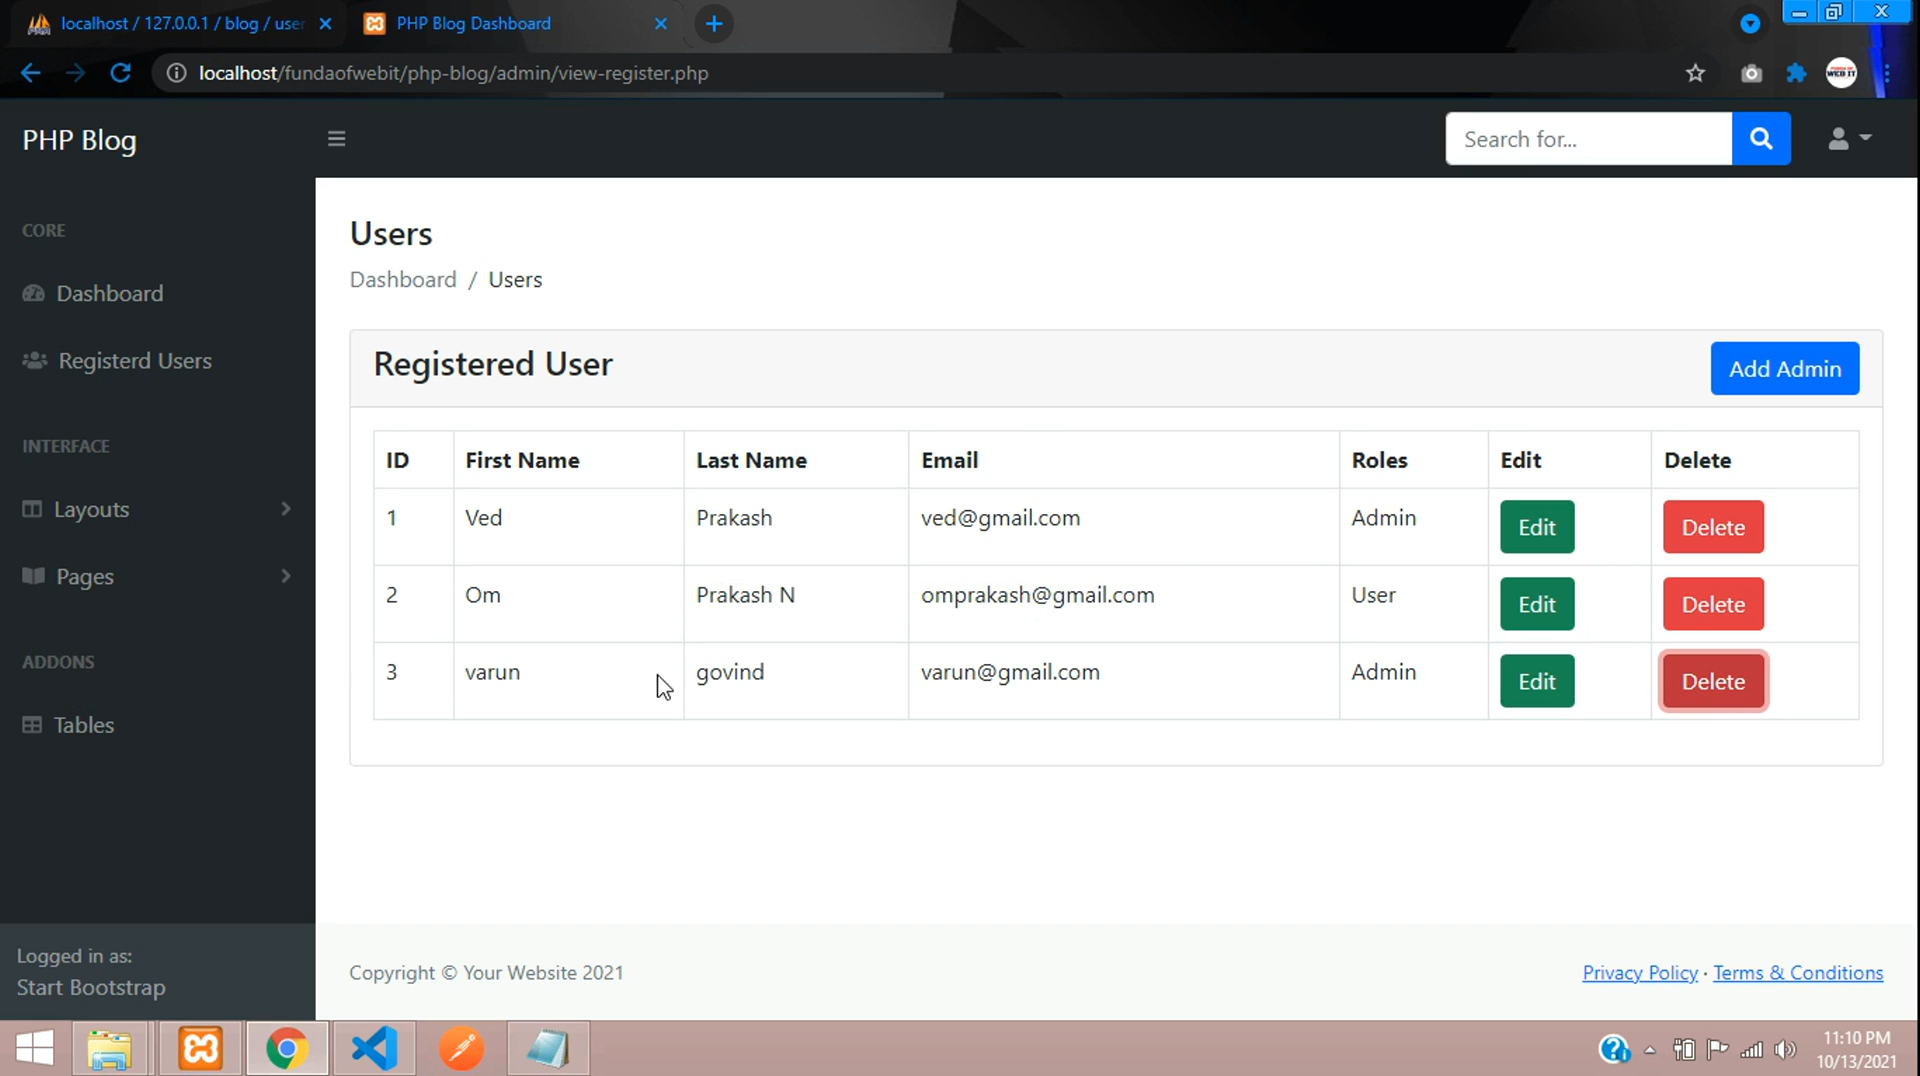 localhost / 127.0.0.1 / blog / user
PHP Blog Dashboard
localhost/fundaofwebit/php-blog/admin/view-register.php
WEB IT
PHP Blog
Search for...
CORE
Dashboard
Registerd Users
INTERFACE
Layouts
Pages
ADDONS
Tables
Logged in as:
Start Bootstrap
Users
Dashboard / Users
Registered User
Add Admin
ID First Name Last Name Email Roles Edit Delete
1 Ved Prakash ved@gmail.com Admin Edit Delete
2 Om Prakash N omprakash@gmail.com User Edit Delete
3 varun govind varun@gmail.com Admin Edit Delete
Copyright © Your Website 2021
Privacy Policy · Terms & Conditions
11:10 PM
10/13/2021